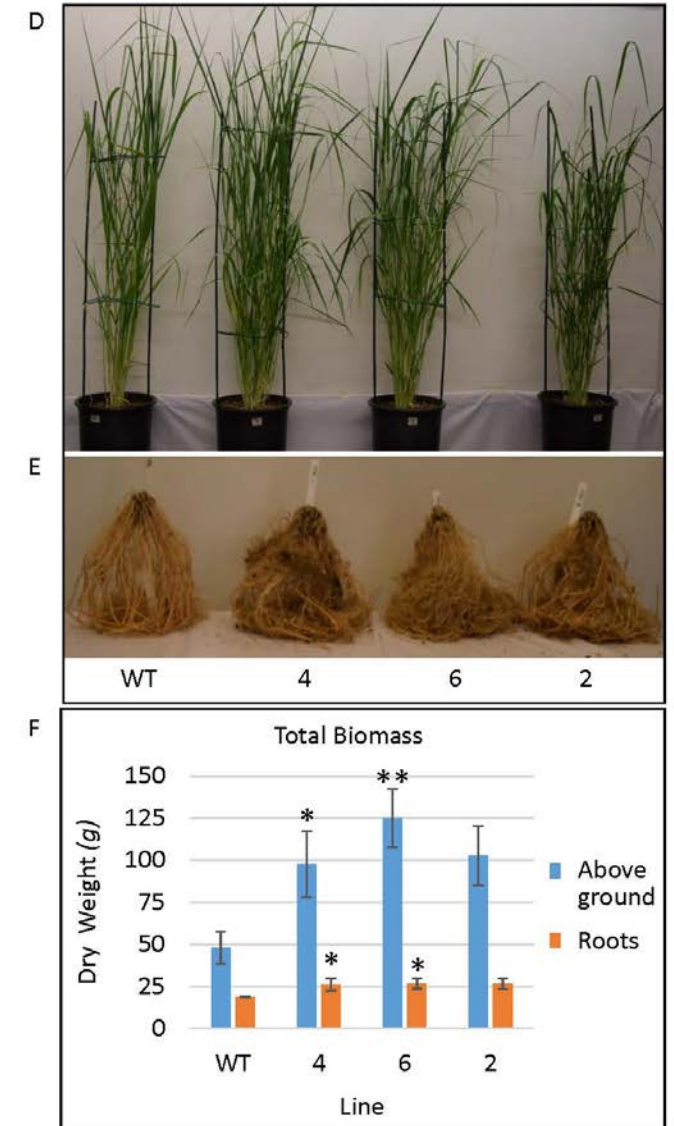 D
E
WT 4 6 2
F
Total Biomass
**
*
* *
150
125
100
75
50
25
0
Dry Weight (g)
WT 4 6 2
Line
Above
ground
Roots